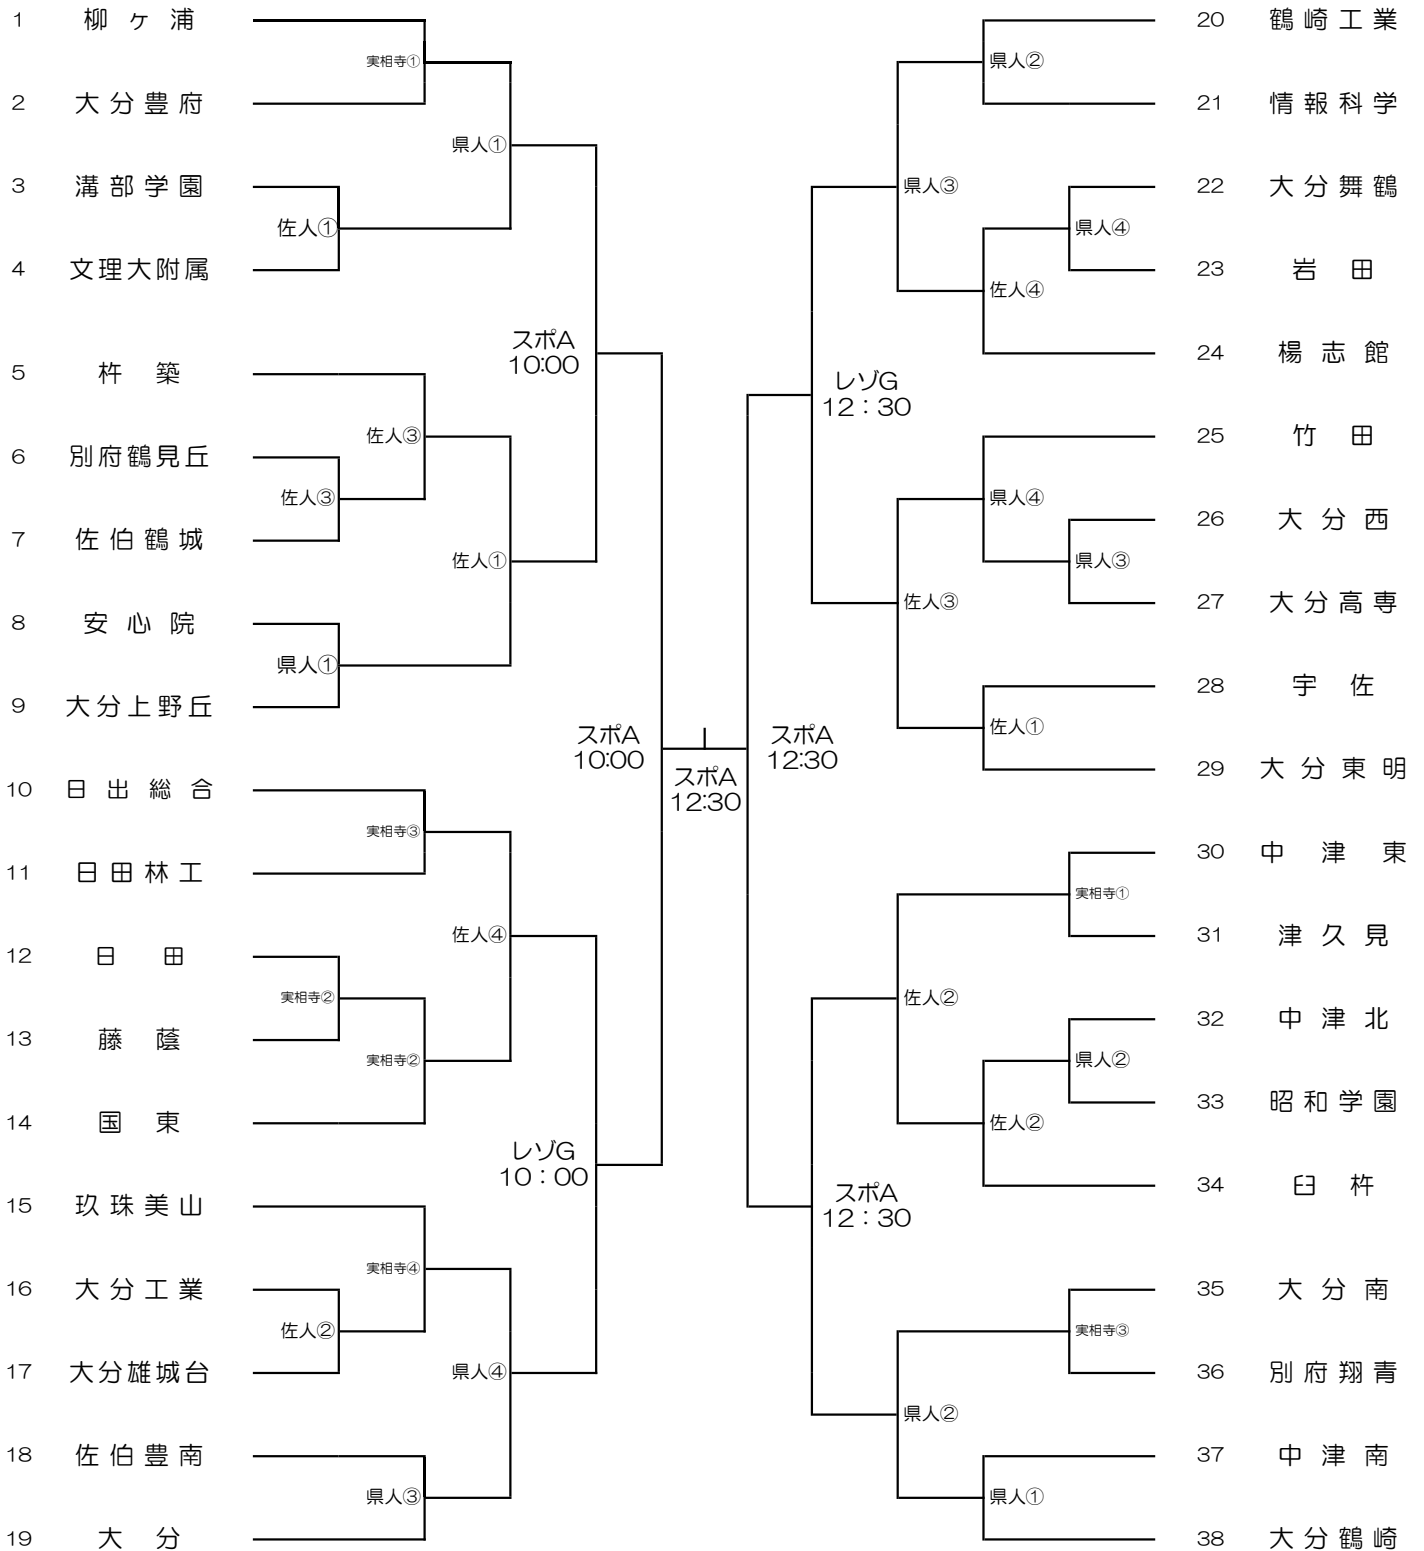 1 柳ヶ浦
実相寺①
2 大分豊府
県人①
3 溝部学園
佐人①
4 文理大附属
スポA
10:00
5 杵築
佐人③
6 別府鶴見丘
佐人③
7 佐伯鶴城
佐人①
8 安心院
県人①
9 大分上野丘
スポA
10:00
10 日出総合
実相寺③
11 日田林工
佐人④
12 日田
実相寺②
13 藤蔭
実相寺②
14 国東
レゾG
10：00
15 玖珠美山
実相寺④
16 大分工業
佐人②
17 大分雄城台
県人④
18 佐伯豊南
県人③
19 大分
スポA
12:30
20 鶴崎工業
県人②
21 情報科学
県人③
22 大分舞鶴
県人④
23 岩田
佐人④
24 楊志館
レゾG
12：30
25 竹田
県人④
26 大分西
県人③
27 大分高専
佐人③
28 宇佐
佐人①
29 大分東明
スポA
12:30
30 中津東
実相寺①
31 津久見
佐人②
32 中津北
県人②
33 昭和学園
佐人②
34 臼杵
スポA
12：30
35 大分南
実相寺③
36 別府翔青
県人②
37 中津南
県人①
38 大分鶴崎